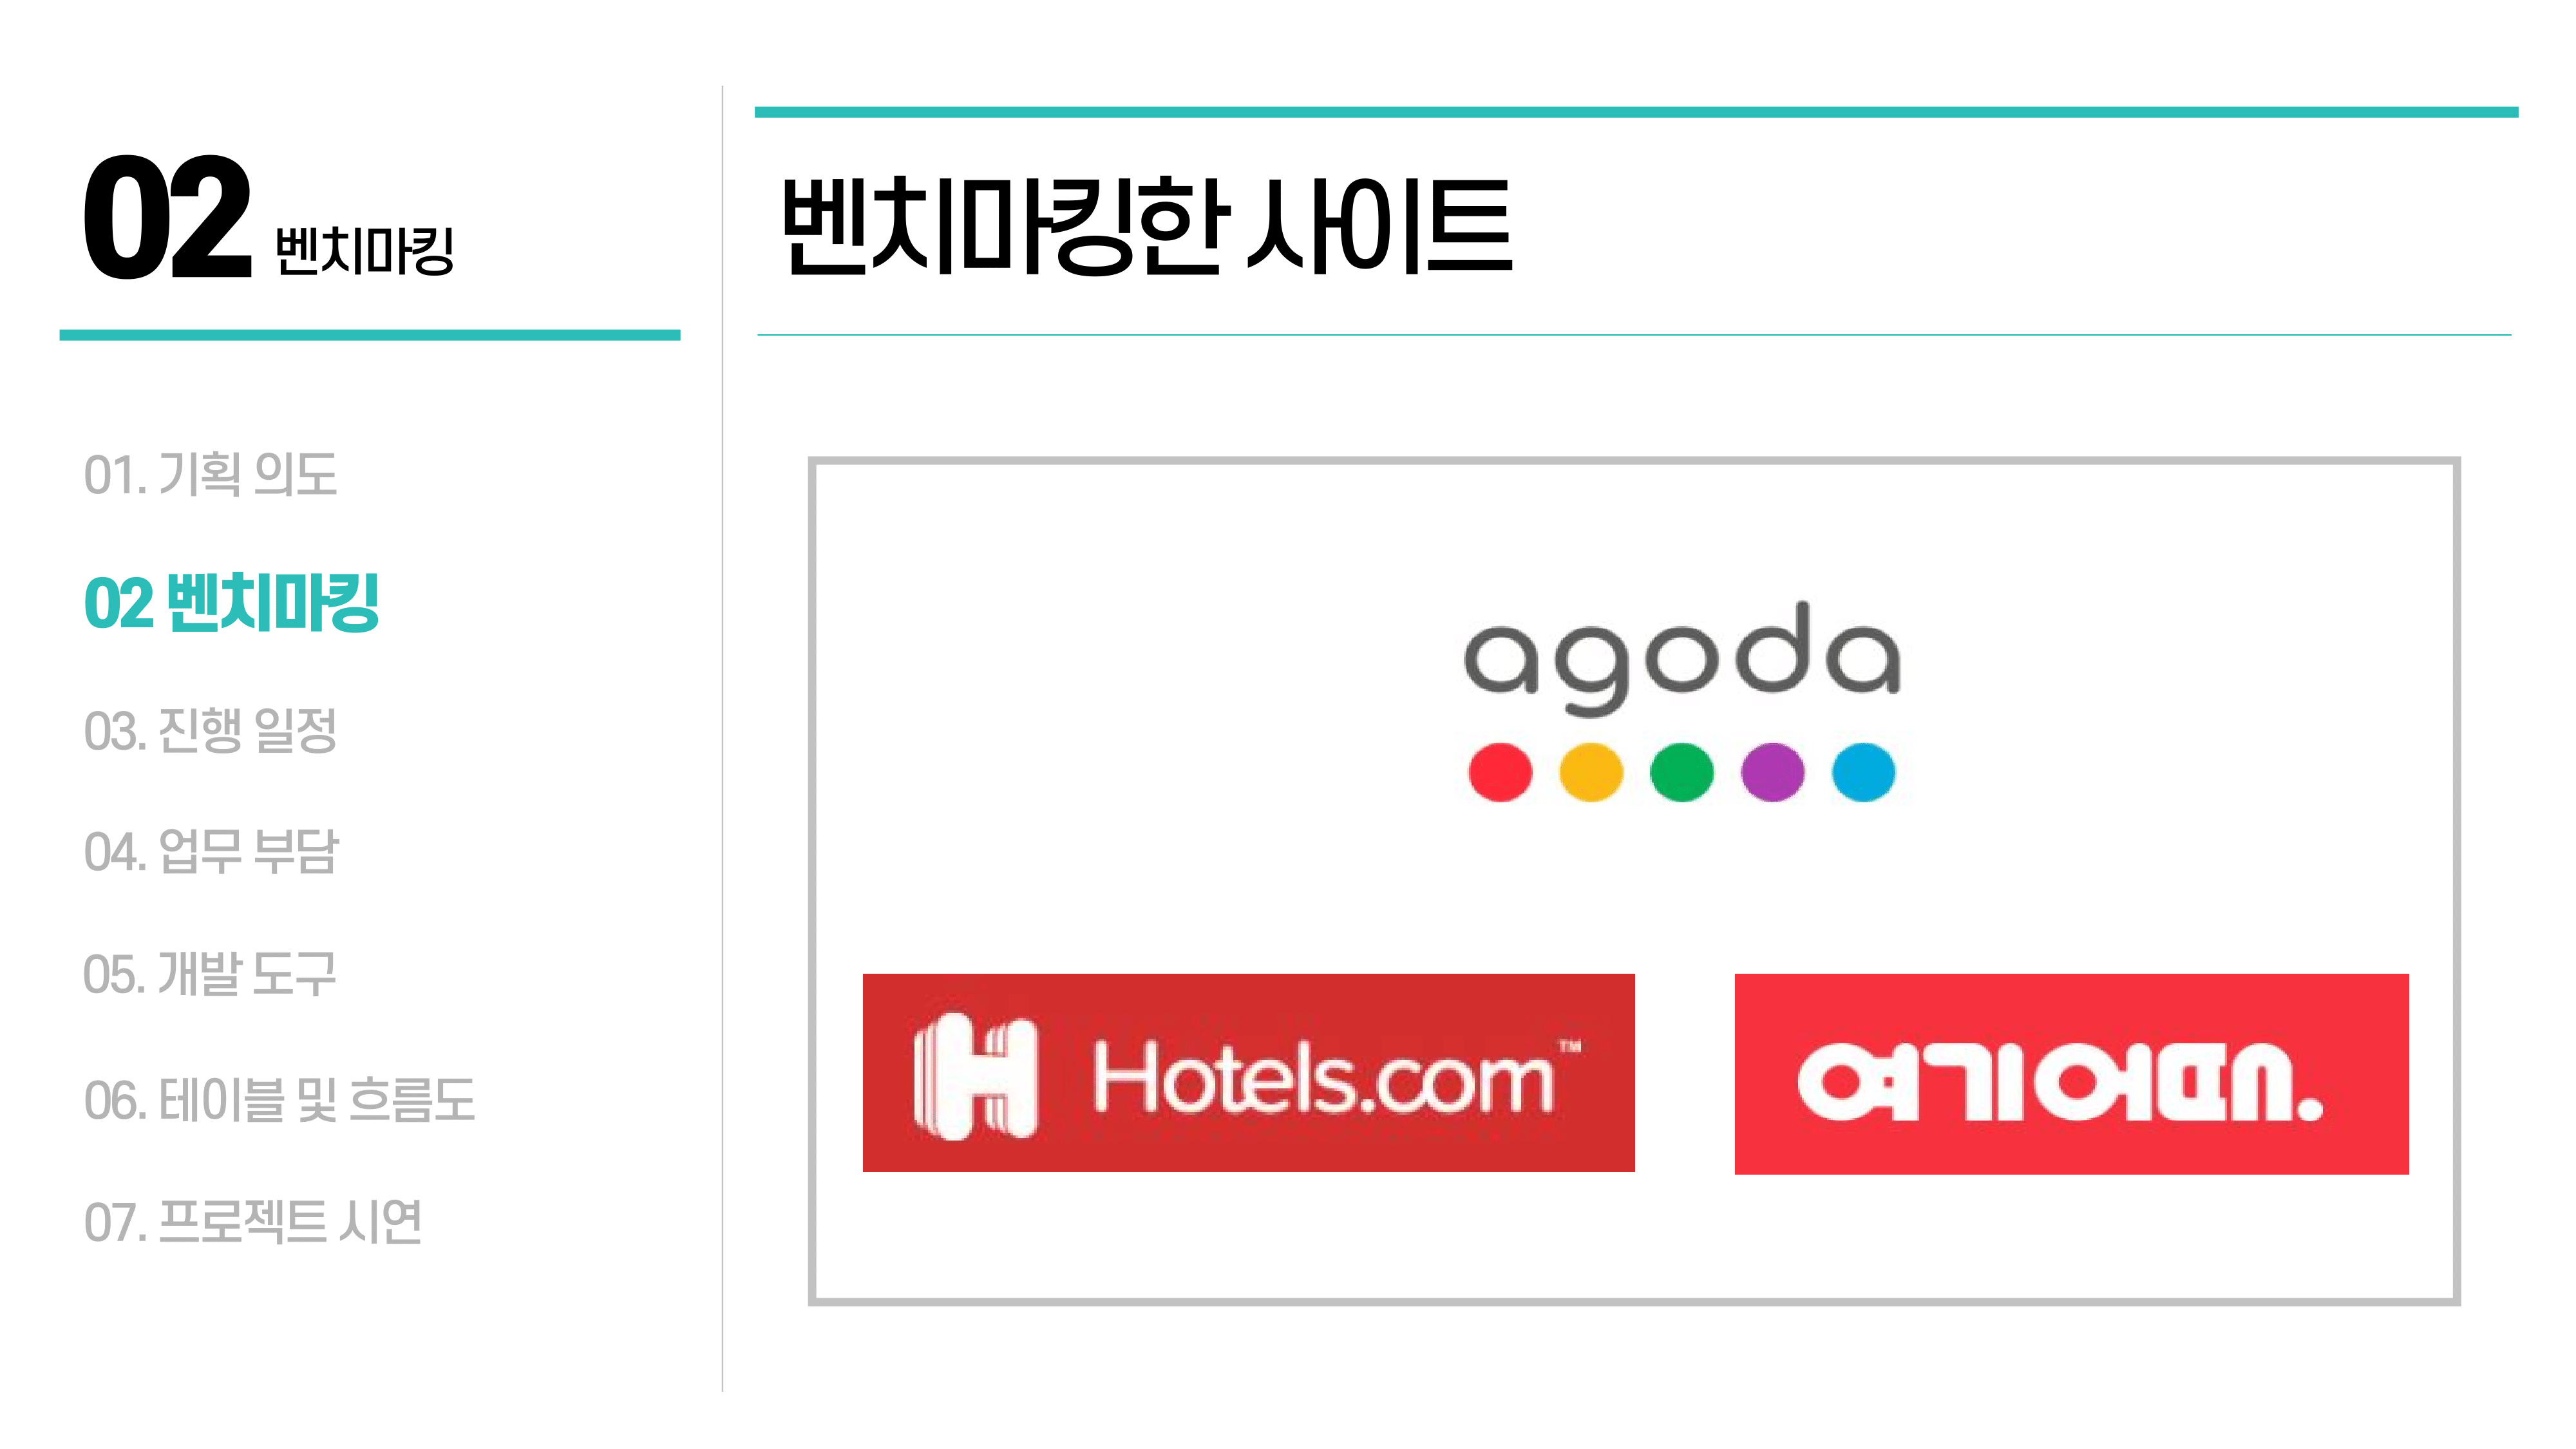 02 벤치마킹
01. 기획 의도
02 벤치마킹
03. 진행 일정
04. 업무 부담
05. 개발 도구
06. 테이블 및 흐름도
07. 프로젝트 시연
벤치마킹한 사이트
agoda
Hotels.com™
여기어때.